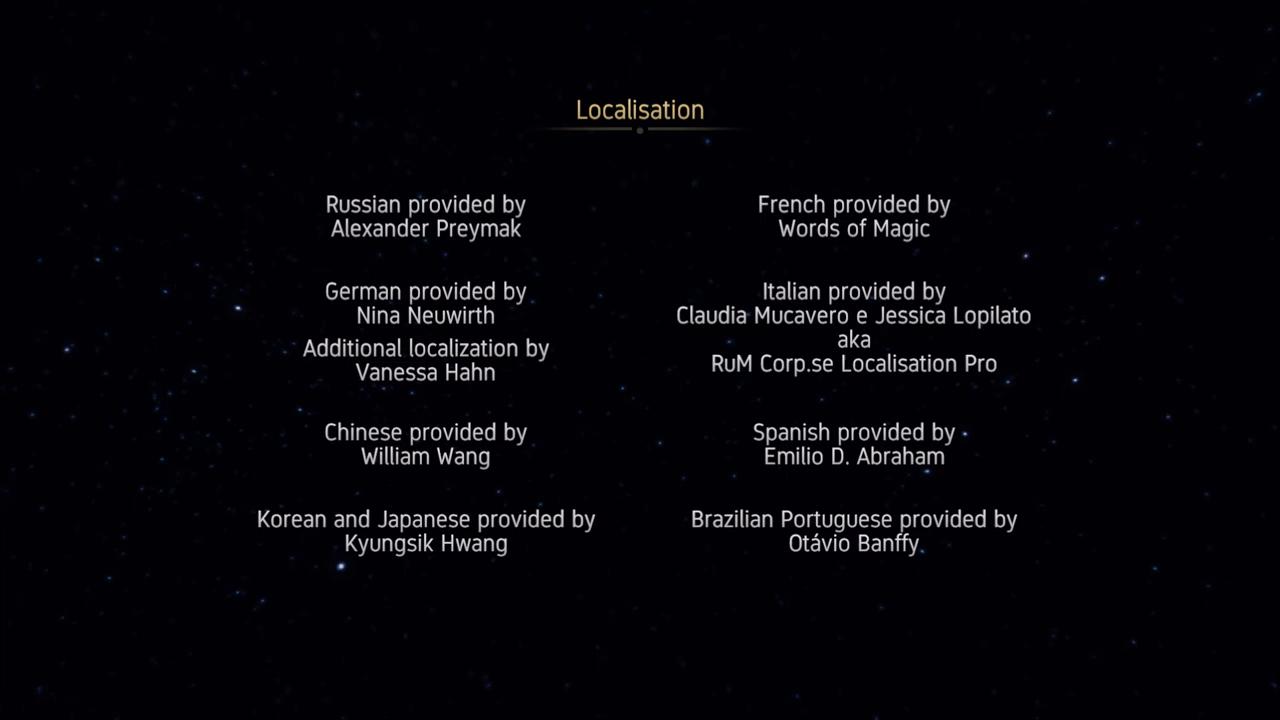 Localisation
Russian provided by
Alexander Preymak
German provided by
Nina Neuwirth
Additional localization by
Vanessa Hahn
Chinese provided by
William Wang
Korean and Japanese provided by
Kyungsik Hwang
French provided by
Words of Magic
Italian provided by
Claudia Mucavero e Jessica Lopilato
aka
RuM Corp.se Localisation Pro
Spanish provided by
Emilio D. Abraham
Brazilian Portuguese provided by
Otávio Banffy